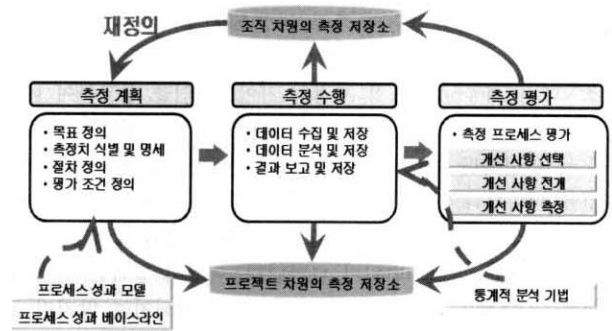 재정의
조직 차원의 측정 저장소
측정 계획
측정 수행
측정 평가
• 목표 정의
• 측정치 식별 및 명세
• 절차 정의
• 평가 조건 정의
• 데이터 수집 및 저장
• 데이터 분석 및 저장
• 결과 보고 및 저장
• 측정 프로세스 평가
개선 사항 선택
개선 사항 전개
개선 사항 측정
프로세스 성과 모델
프로세스 성과 베이스라인
프로젝트 차원의 측정 저장소
통계적 분석 기법